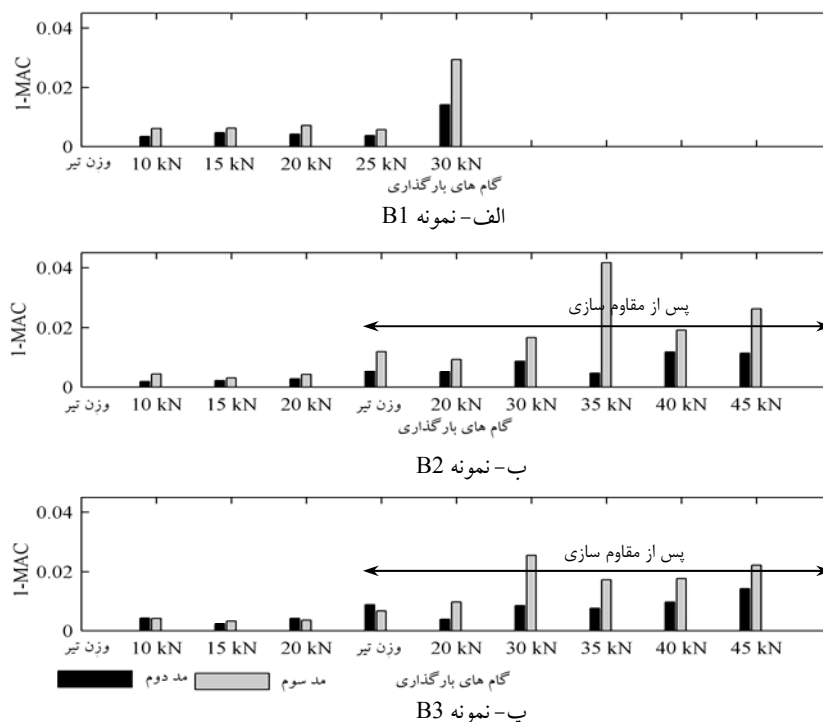 0.04
0.02
0
1-MAC
وزن تیر 10 kN 15 kN 20 kN 25 kN 30 kN
گام های بارگذاری
الف- نمونه B1
0.04
0.02
0
1-MAC
پس از مقاوم سازی
وزن تیر 10 kN 15 kN 20 kN وزن تیر 20 kN 30 kN 35 kN 40 kN 45 kN
گام های بارگذاری
ب- نمونه B2
0.04
0.02
0
1-MAC
پس از مقاوم سازی
وزن تیر 10 kN 15 kN 20 kN وزن تیر 20 kN 30 kN 35 kN 40 kN 45 kN
مد دوم مد سوم گام های بارگذاری
پ- نمونه B3